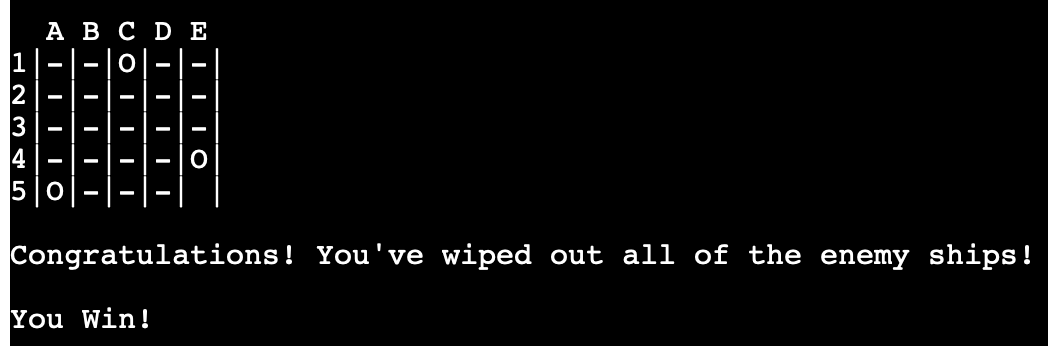 A B C D E
1|-|-|O|-|-|
2|-|-|-|-|-|
3|-|-|-|-|-|
4|-|-|-|-|O|
5|O|-|-|-| |
Congratulations! You've wiped out all of the enemy ships!
You Win!